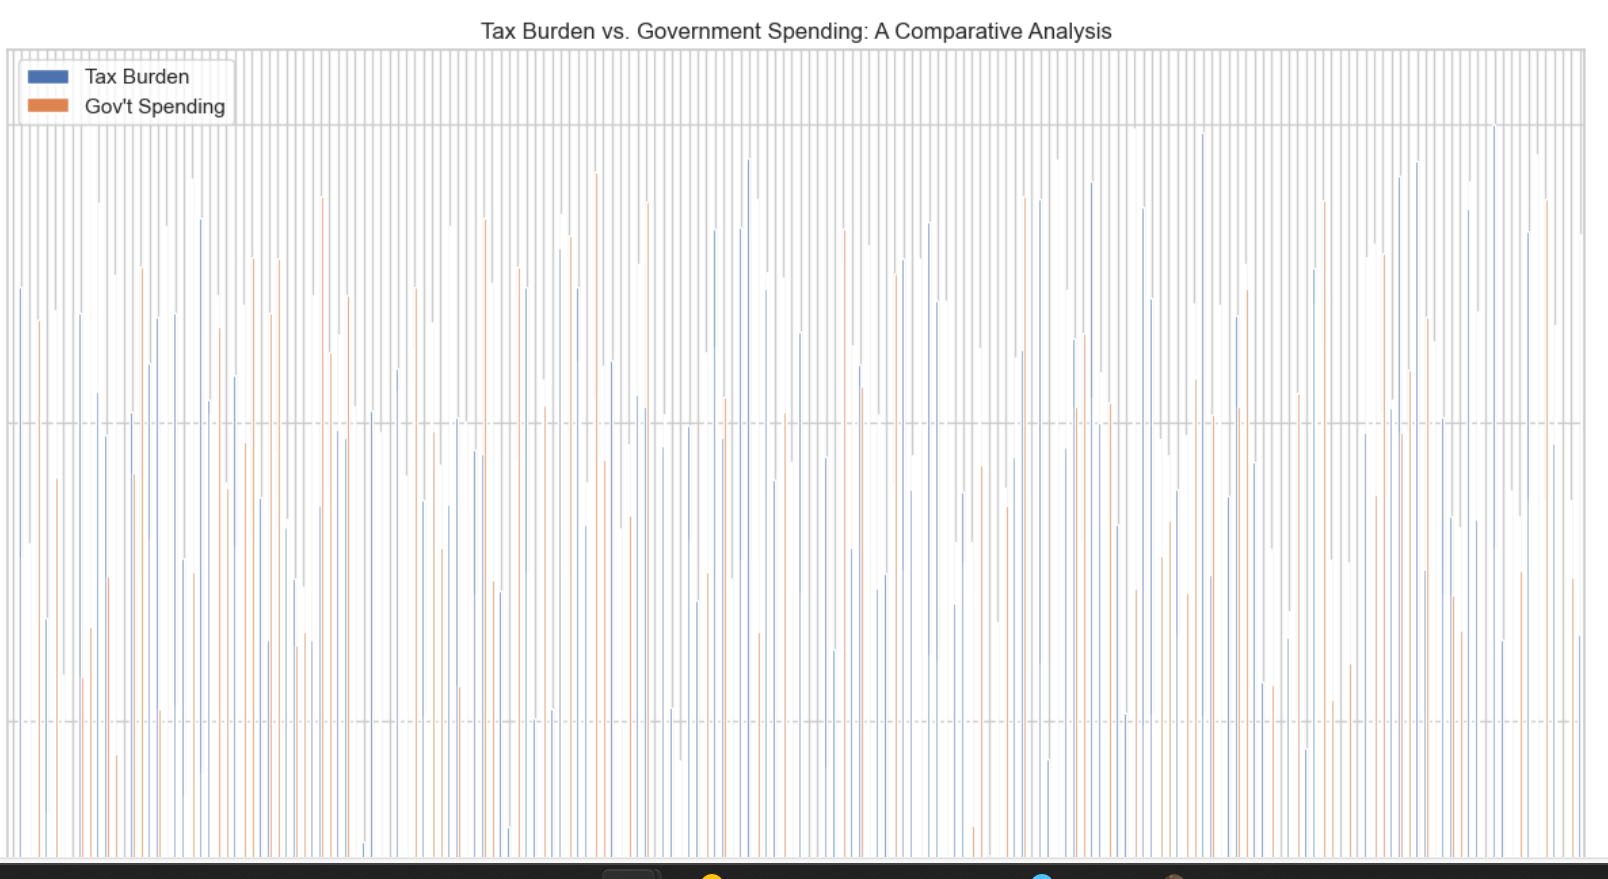 Tax Burden vs. Government Spending: A Comparative Analysis
Tax Burden
Gov't Spending